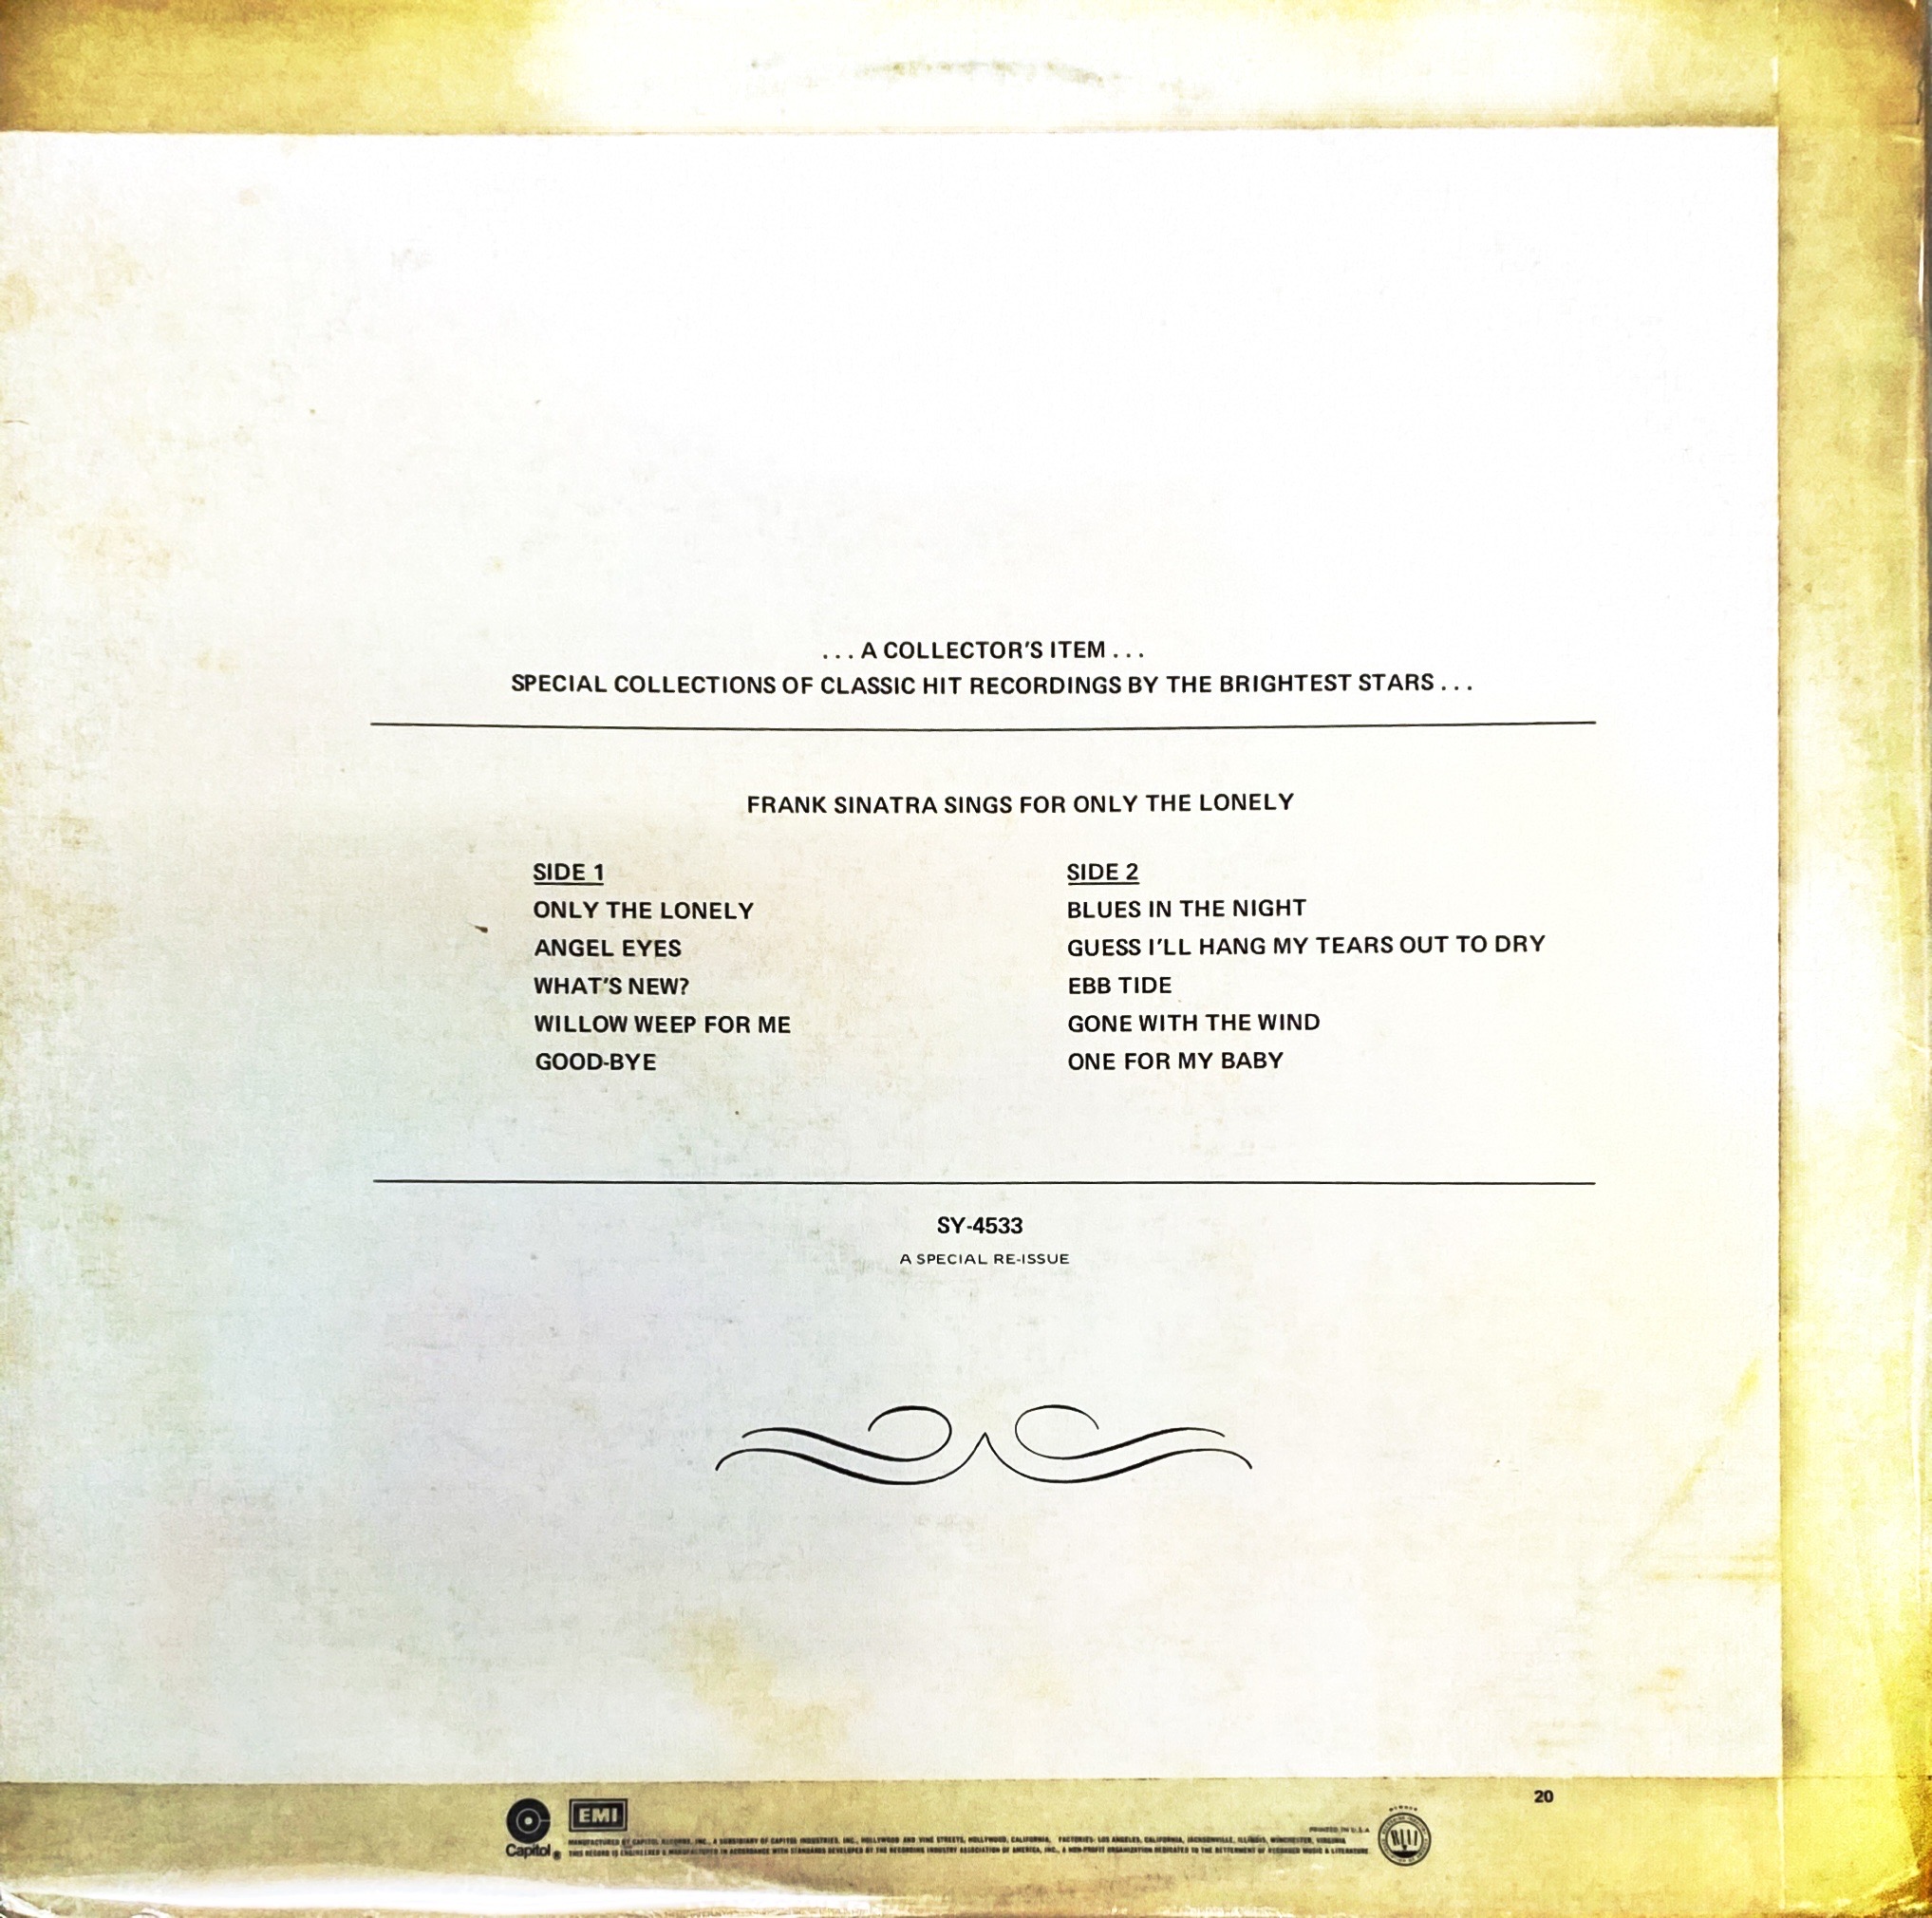 ...A COLLECTOR'S ITEM...
SPECIAL COLLECTIONS OF CLASSIC HIT RECORDINGS BY THE BRIGHTEST STARS...
FRANK SINATRA SINGS FOR ONLY THE LONELY
SIDE 1
ONLY THE LONELY
ANGEL EYES
WHAT'S NEW?
WILLOW WEEP FOR ME
GOOD-BYE
SIDE 2
BLUES IN THE NIGHT
GUESS I'LL HANG MY TEARS OUT TO DRY
EBB TIDE
GONE WITH THE WIND
ONE FOR MY BABY
SY-4533
A SPECIAL RE-ISSUE
20
Capitol®
EMI
PRINTED IN U.S.A
MANUFACTURED BY CAPITOL RECORDS, INC., A SUBSIDIARY OF CAPITOL INDUSTRIES, INC., HOLLYWOOD AND VINE STREETS, HOLLYWOOD, CALIFORNIA. FACTORIES: LOS ANGELES, CALIFORNIA, JACKSONVILLE, ILLINOIS, WINCHESTER, VIRGINIA
THIS RECORD IS ENGINEERED & MANUFACTURED IN ACCORDANCE WITH STANDARDS DEVELOPED BY THE RECORDING INDUSTRY ASSOCIATION OF AMERICA, INC., A NON-PROFIT ORGANIZATION DEDICATED TO THE BETTERMENT OF RECORDED MUSIC & LITERATURE.